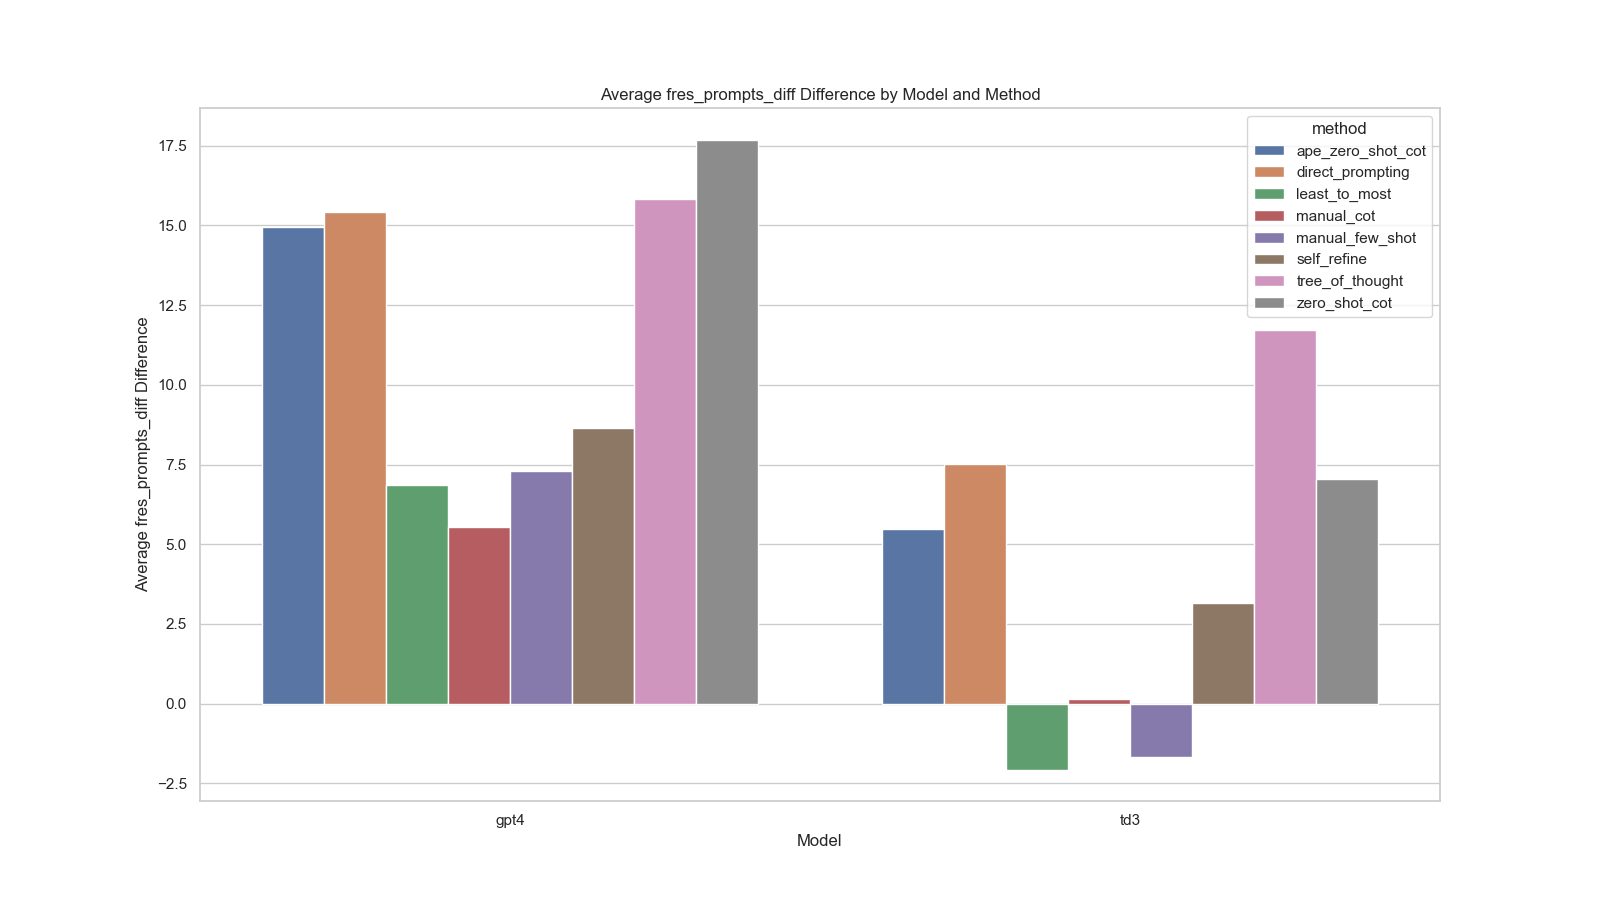 Average fres_prompts_diff Difference by Model and Method
Average fres_prompts_diff Difference
17.5
15.0
12.5
10.0
7.5
5.0
2.5
0.0
−2.5
method
ape_zero_shot_cot
direct_prompting
least_to_most
manual_cot
manual_few_shot
self_refine
tree_of_thought
zero_shot_cot
gpt4
td3
Model